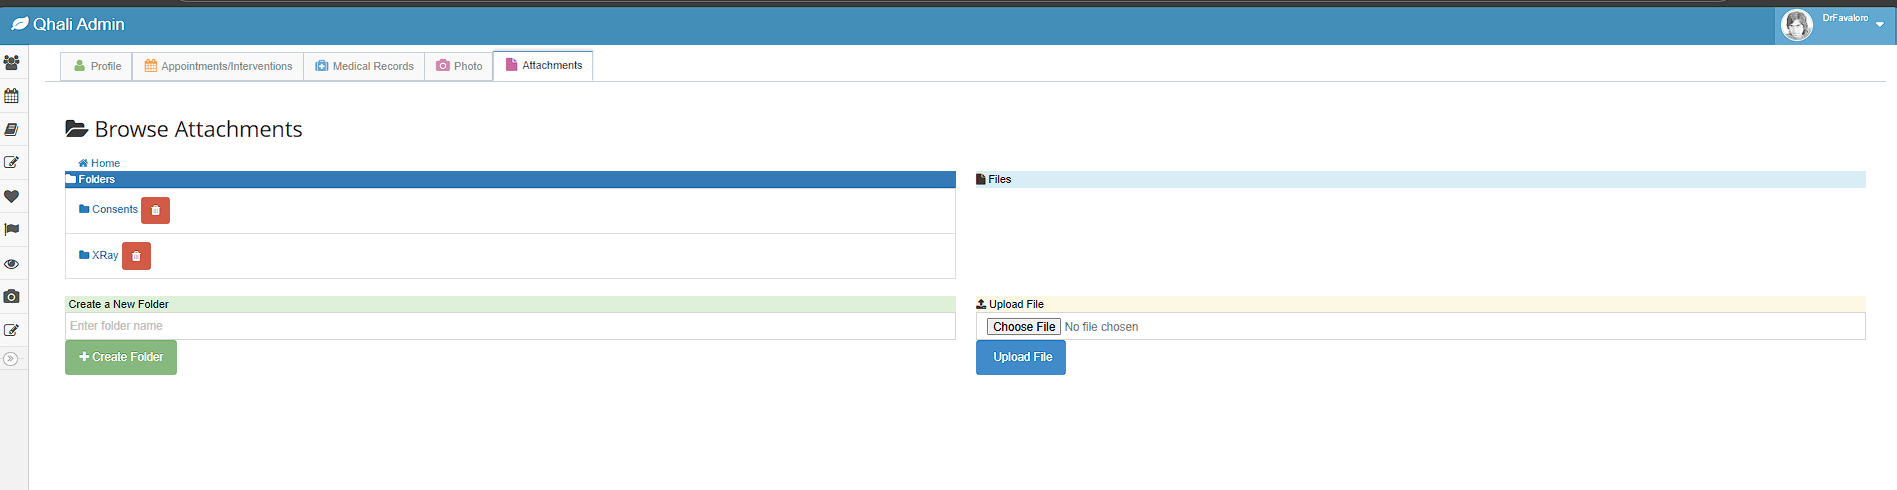 Qhali Admin
DrFavaloro
Profile
Appointments/Interventions
Medical Records
Photo
Attachments
Browse Attachments
Home
Folders
Files
Consents
XRay
Create a New Folder
Enter folder name
Create Folder
Upload File
Choose File No file chosen
Upload File